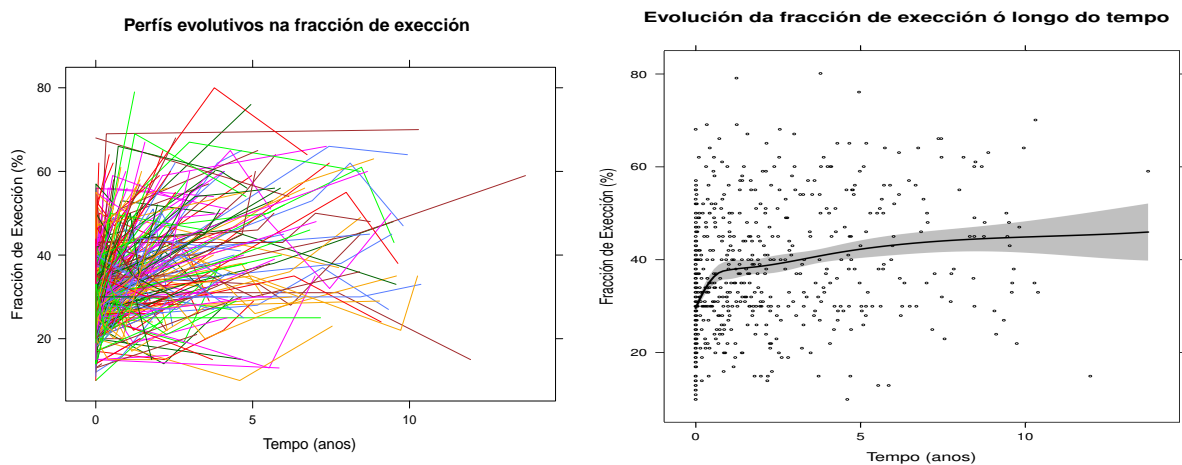 Perfís evolutivos na fracción de exección
Fracción de Exección (%)
80
60
40
20
0
5
10
Tempo (anos)
Evolución da fracción de exección ó longo do tempo
Fracción de Exección (%)
80
60
40
20
0
5
10
Tempo (anos)